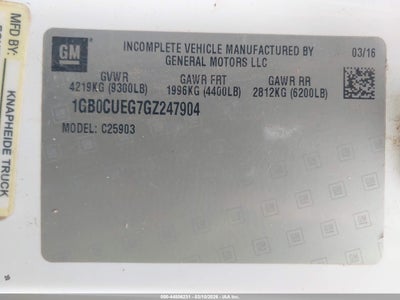 MFD BY:
KNAPHEIDE TRUCK
GM
INCOMPLETE VEHICLE MANUFACTURED BY
GENERAL MOTORS LLC
03/16
GVWR GAWR FRT GAWR RR
4219KG (9300LB) 1996KG (4400LB) 2812KG (6200LB)
1GB0CUEG7GZ247904
MODEL: C25903